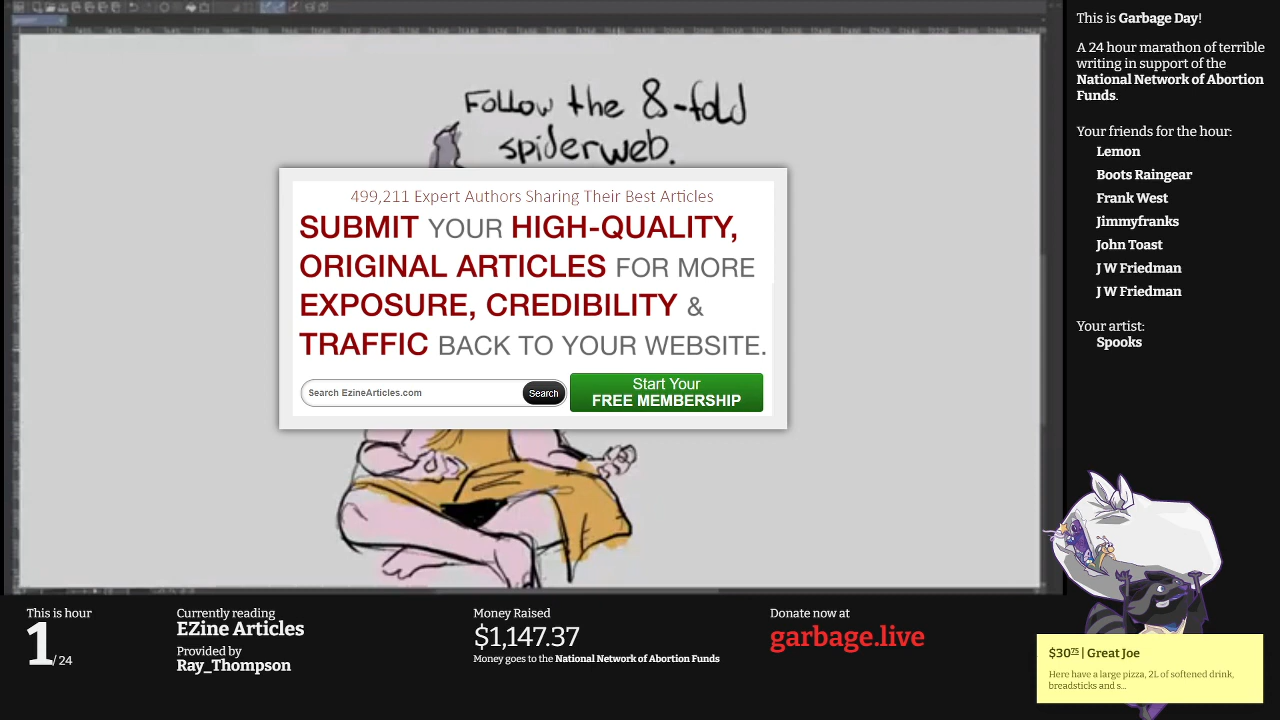 Follow the 8-fold
spiderweb.
499,211 Expert Authors Sharing Their Best Articles
SUBMIT YOUR HIGH-QUALITY,
ORIGINAL ARTICLES FOR MORE
EXPOSURE, CREDIBILITY &
TRAFFIC BACK TO YOUR WEBSITE.
Search EzineArticles.com
Search
Start Your
FREE MEMBERSHIP
This is Garbage Day!
A 24 hour marathon of terrible
writing in support of the
National Network of Abortion
Funds.
Your friends for the hour:
Lemon
Boots Raingear
Frank West
Jimmyfranks
John Toast
J W Friedman
J W Friedman
Your artist:
Spooks
This is hour
1 / 24
Currently reading
EZine Articles
Provided by
Ray_Thompson
Money Raised
$1,147.37
Money goes to the National Network of Abortion Funds
Donate now at
garbage.live
$30.75 | Great Joe
Here have a large pizza, 2L of softened drink,
breadsticks and s...